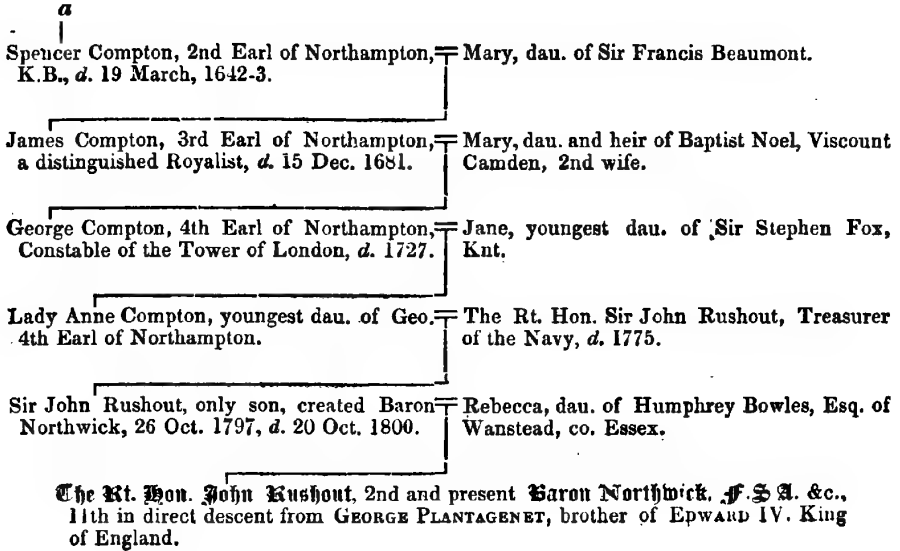 a
Spencer Compton, 2nd Earl of Northampton,
K.B., d. 19 March, 1642-3.
Mary, dau. of Sir Francis Beaumont.
James Compton, 3rd Earl of Northampton,
a distinguished Royalist, d. 15 Dec. 1681.
Mary, dau. and heir of Baptist Noel, Viscount
Camden, 2nd wife.
George Compton, 4th Earl of Northampton,
Constable of the Tower of London, d. 1727.
Jane, youngest dau. of Sir Stephen Fox,
Knt.
Lady Anne Compton, youngest dau. of Geo.
4th Earl of Northampton.
The Rt. Hon. Sir John Rushout, Treasurer
of the Navy, d. 1775.
Sir John Rushout, only son, created Baron
Northwick, 26 Oct. 1797, d. 20 Oct. 1800.
Rebecca, dau. of Humphrey Bowles, Esq. of
Wanstead, co. Essex.
The Rt. Hon. John Rushout, 2nd and present Baron Northwick, F.S A. &c.,
11th in direct descent from GEORGE PLANTAGENET, brother of EDWARD IV. King
of England.